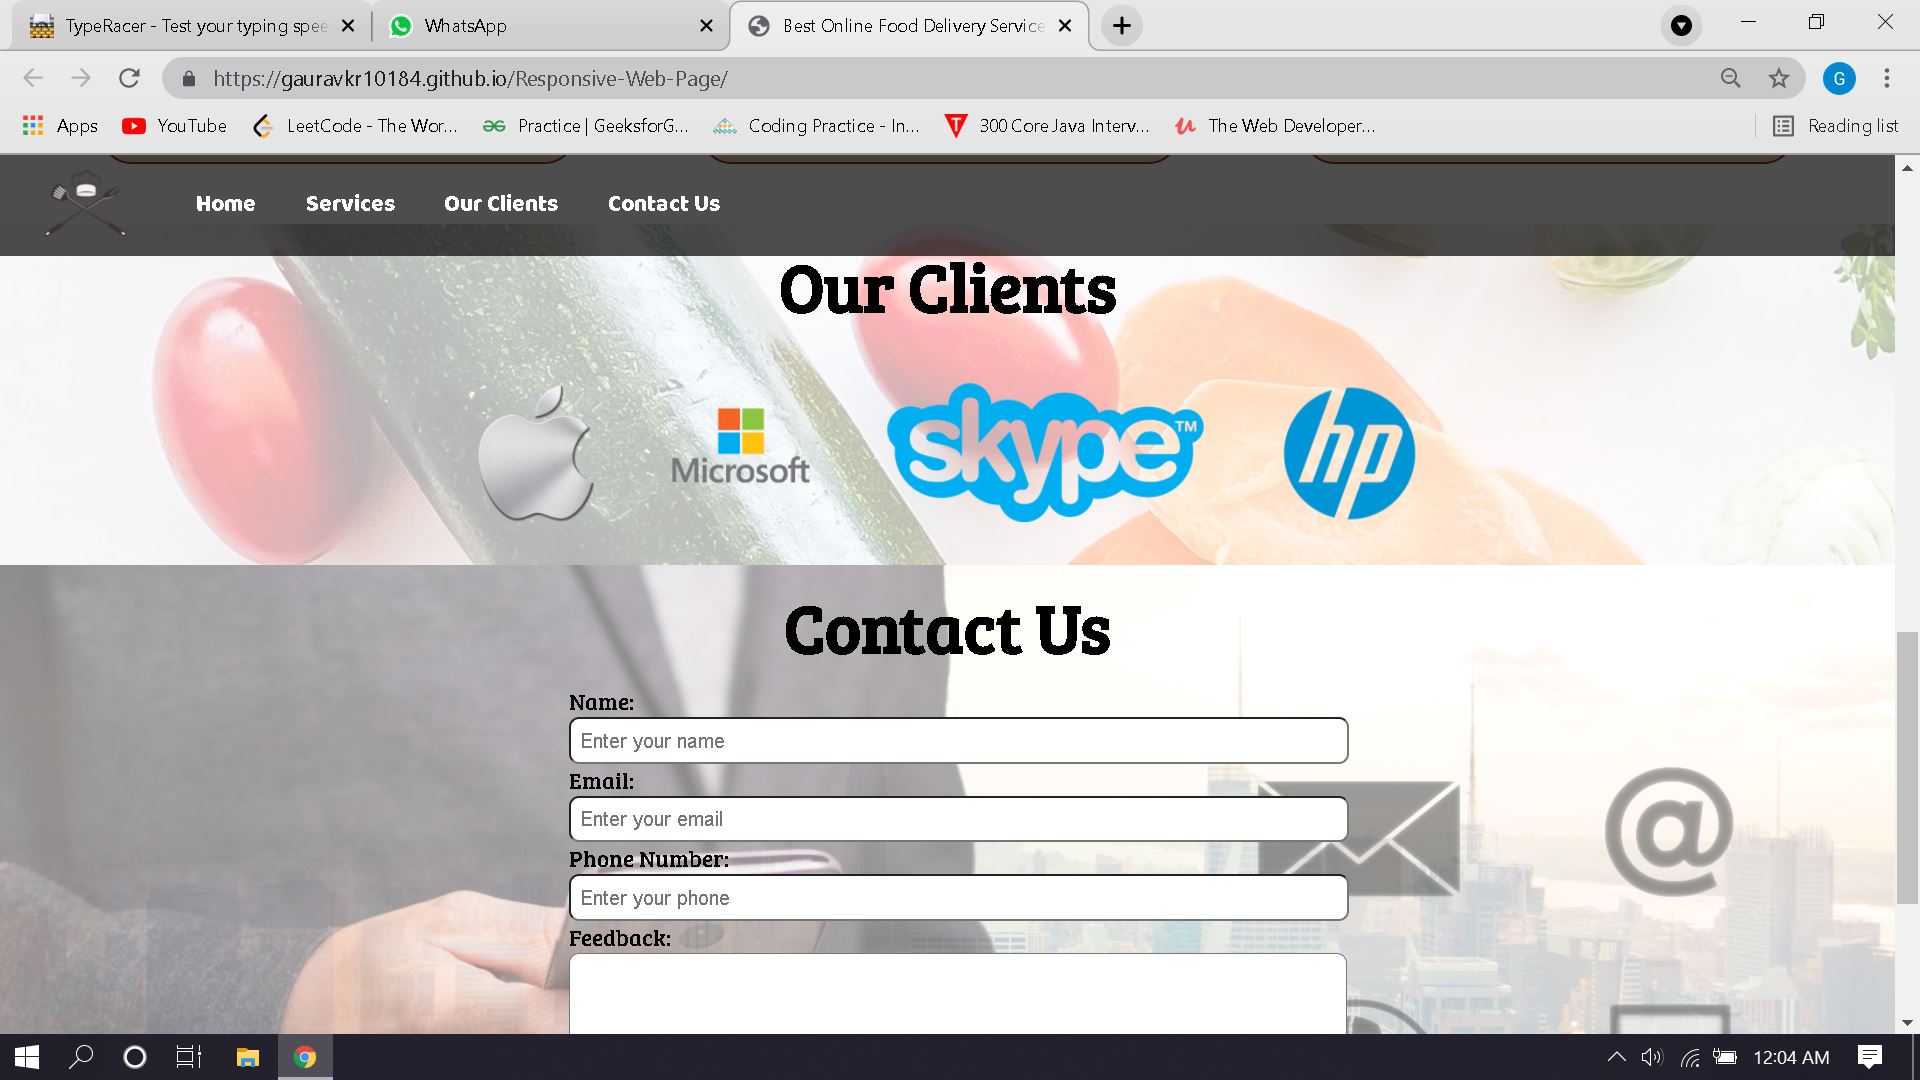 TypeRacer - Test your typing spee
WhatsApp
Best Online Food Delivery Service
https://gauravkr10184.github.io/Responsive-Web-Page/
G
Apps
YouTube
LeetCode - The Wor...
Practice | GeeksforG...
Coding Practice - In...
300 Core Java Interv...
The Web Developer...
Reading list
Home
Services
Our Clients
Contact Us
Our Clients
Microsoft
skype™
hp
Contact Us
Name:
Enter your name
Email:
Enter your email
@
Phone Number:
Enter your phone
Feedback:
12:04 AM